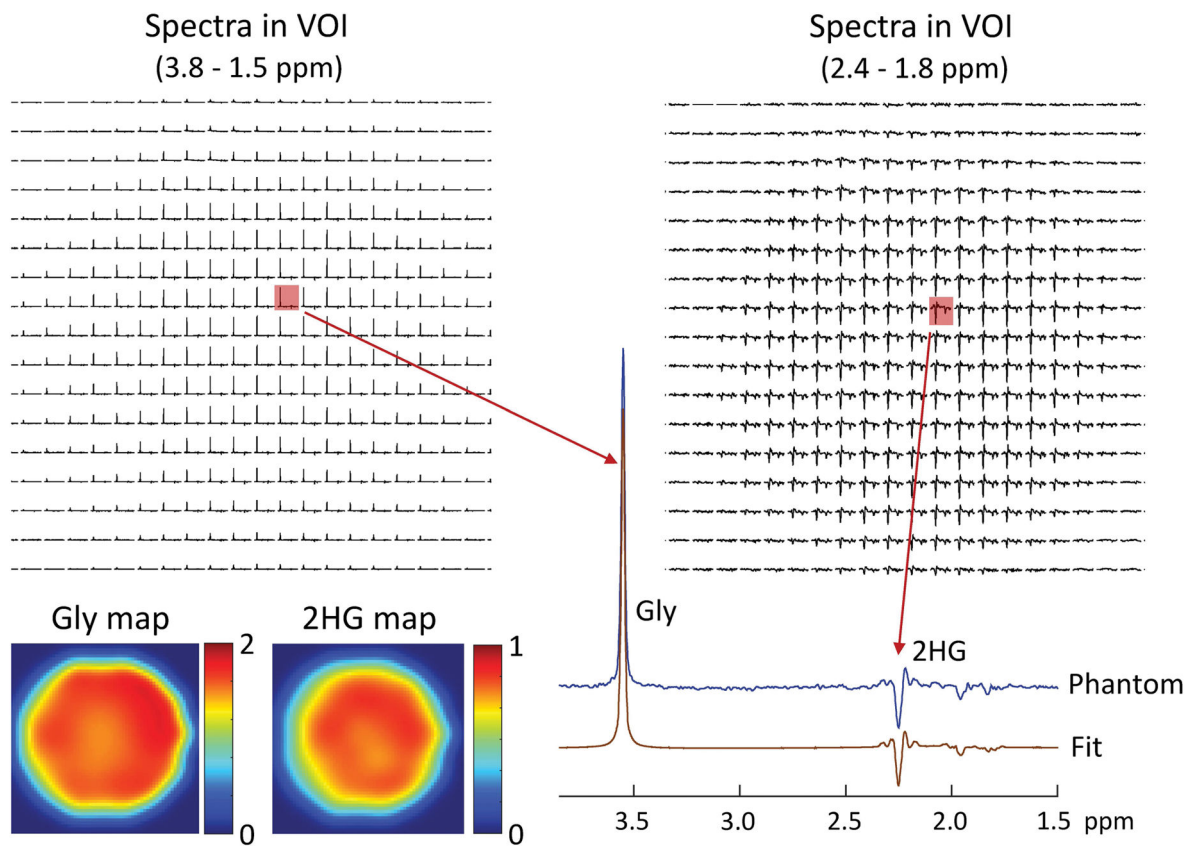 Spectra in VOI
(3.8 - 1.5 ppm)
Spectra in VOI
(2.4 - 1.8 ppm)
Gly map
2
0
2HG map
1
0
Gly
2HG
Phantom
Fit
3.5 3.0 2.5 2.0 1.5 ppm